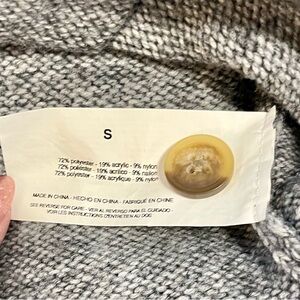 S
72% polyester - 19% acrylic - 9% nylon
72% poliéster - 19% acrílico - 9% nailon
72% polyester - 19% acrylique - 9% nylon
MADE IN CHINA - HECHO EN CHINA - FABRIQUÉ EN CHINE
SEE REVERSE FOR CARE - VER AL REVERSO PARA EL CUIDADO -
VOIR LES INSTRUCTIONS D'ENTRETIEN AU DOS